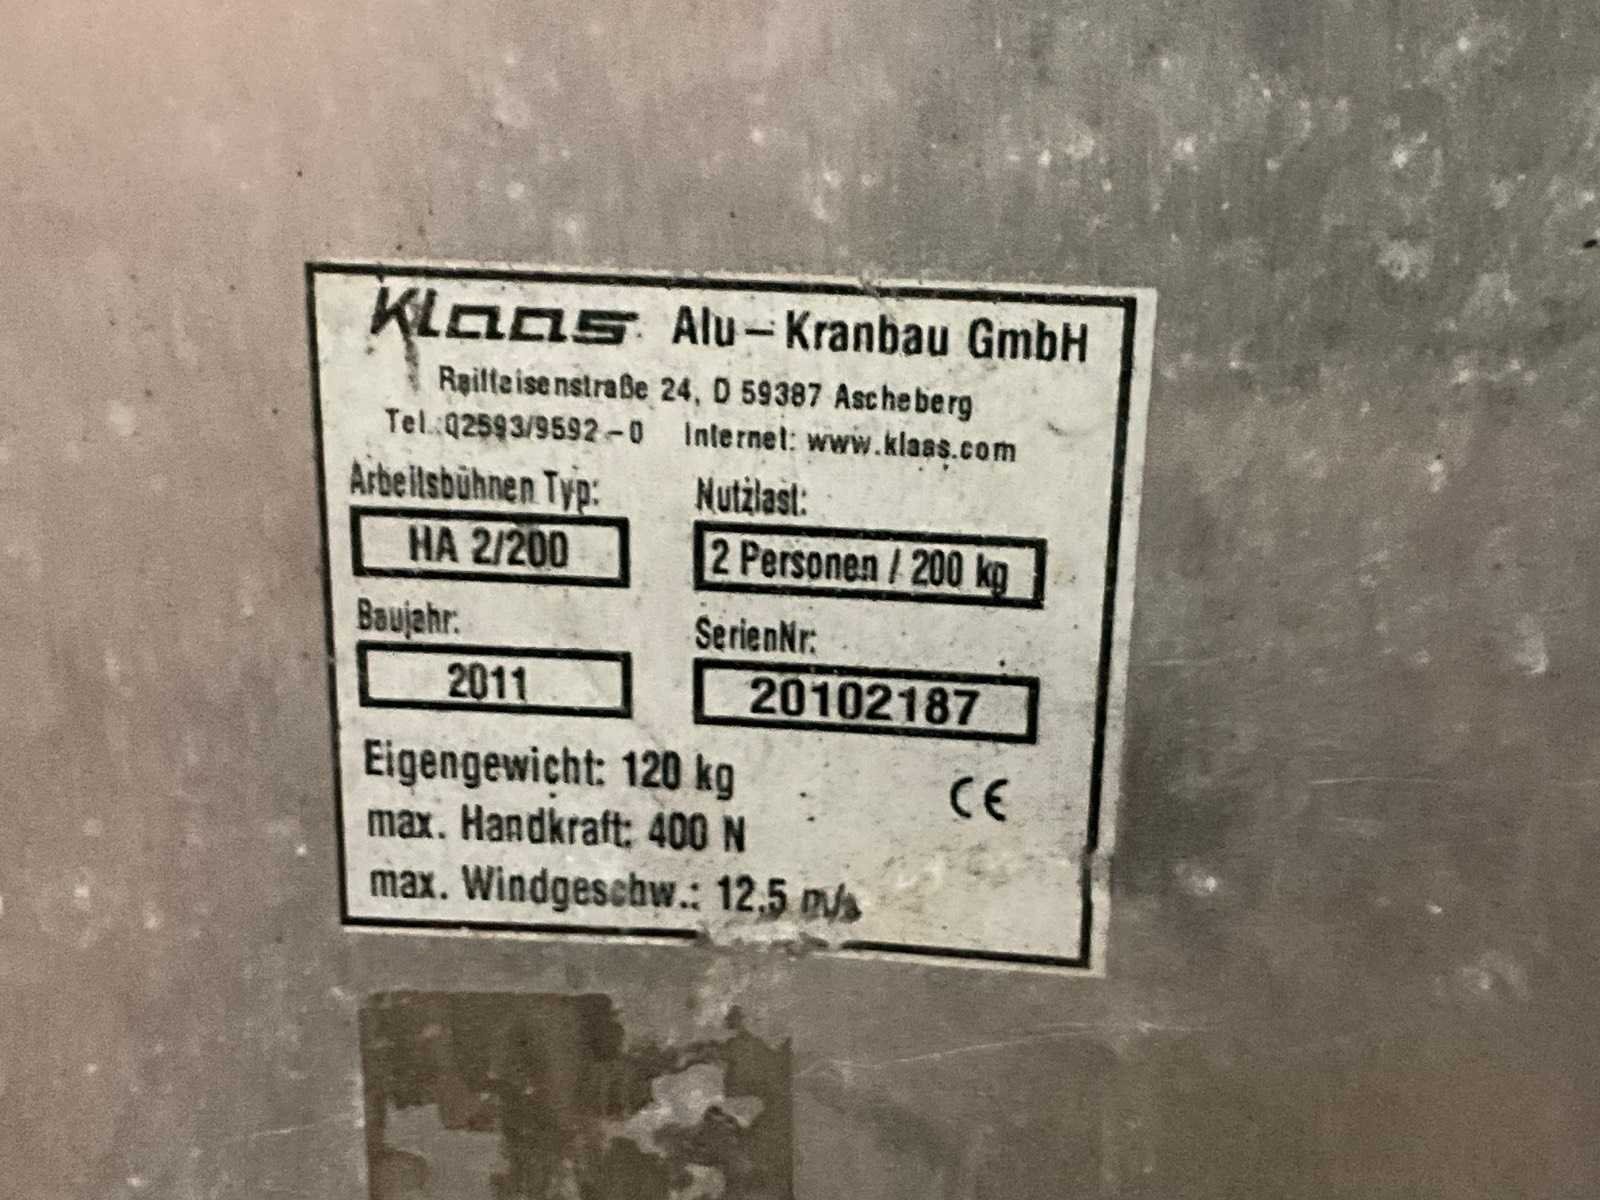 Klaas Alu-Kranbau GmbH
Raiffeisenstraße 24, D 59387 Ascheberg
Tel.:02593/9592-0 Internet: www.klaas.com
Arbeitsbühnen Typ: Nutzlast:
HA 2/200 2 Personen / 200 kg
Baujahr: SerienNr:
2011 20102187
Eigengewicht: 120 kg CE
max. Handkraft: 400 N
max. Windgeschw.: 12,5 m/s